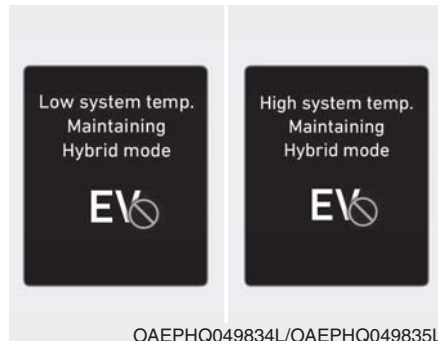 Low system temp.
Maintaining
Hybrid mode
EV
High system temp.
Maintaining
Hybrid mode
EV
OAEPHQ049834L/OAEPHQ049835L